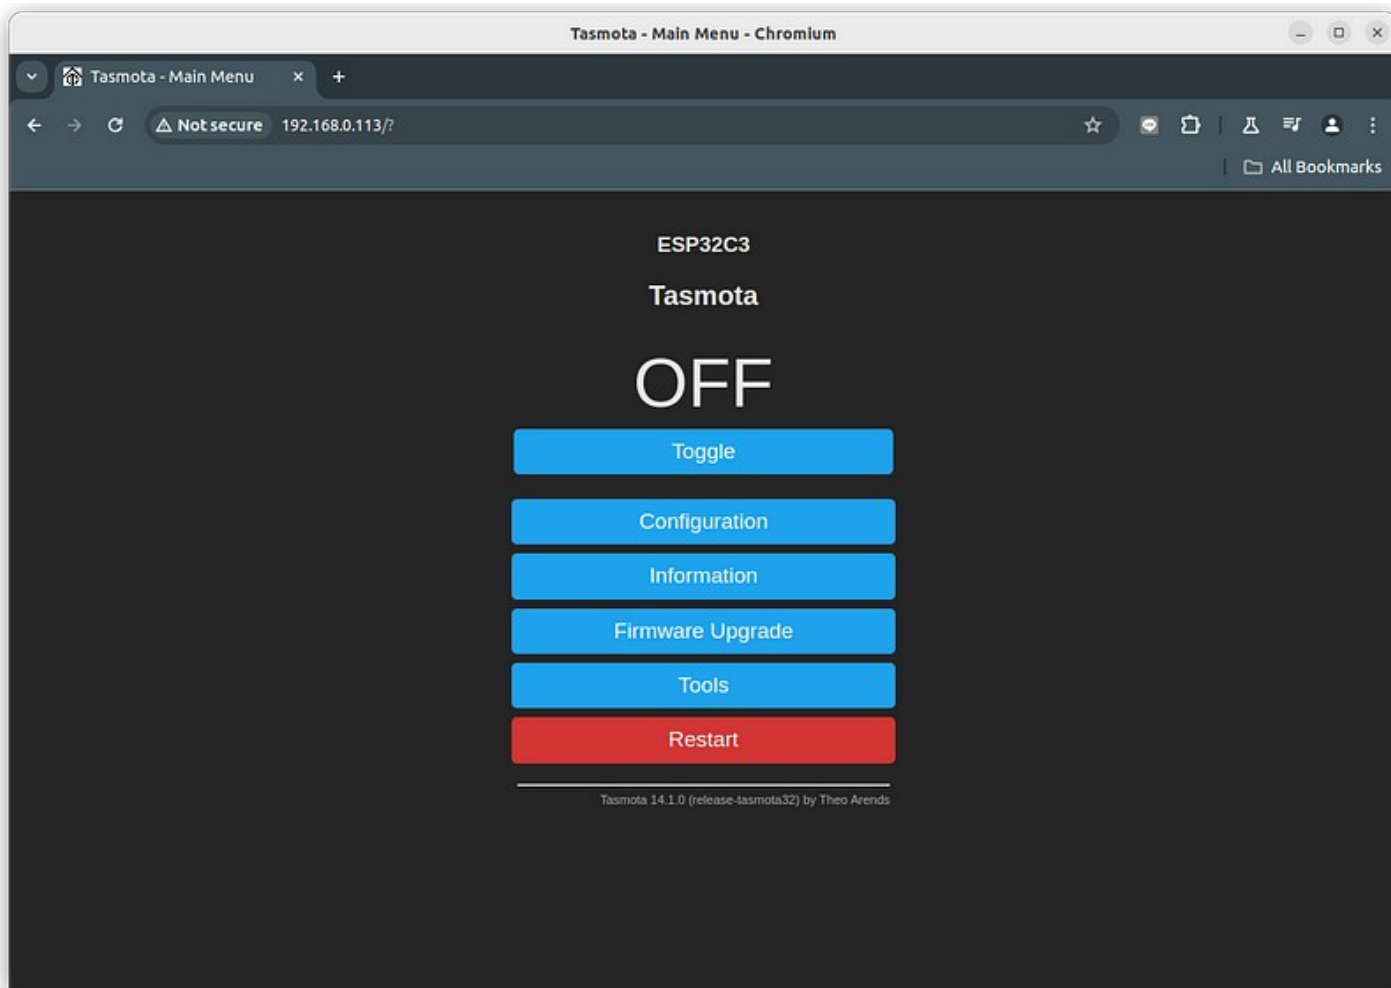 Tasmota - Main Menu - Chromium
Tasmota - Main Menu
Not secure 192.168.0.113/?
All Bookmarks
ESP32C3
Tasmota
OFF
Toggle
Configuration
Information
Firmware Upgrade
Tools
Restart
Tasmota 14.1.0 (release-tasmota32) by Theo Arends